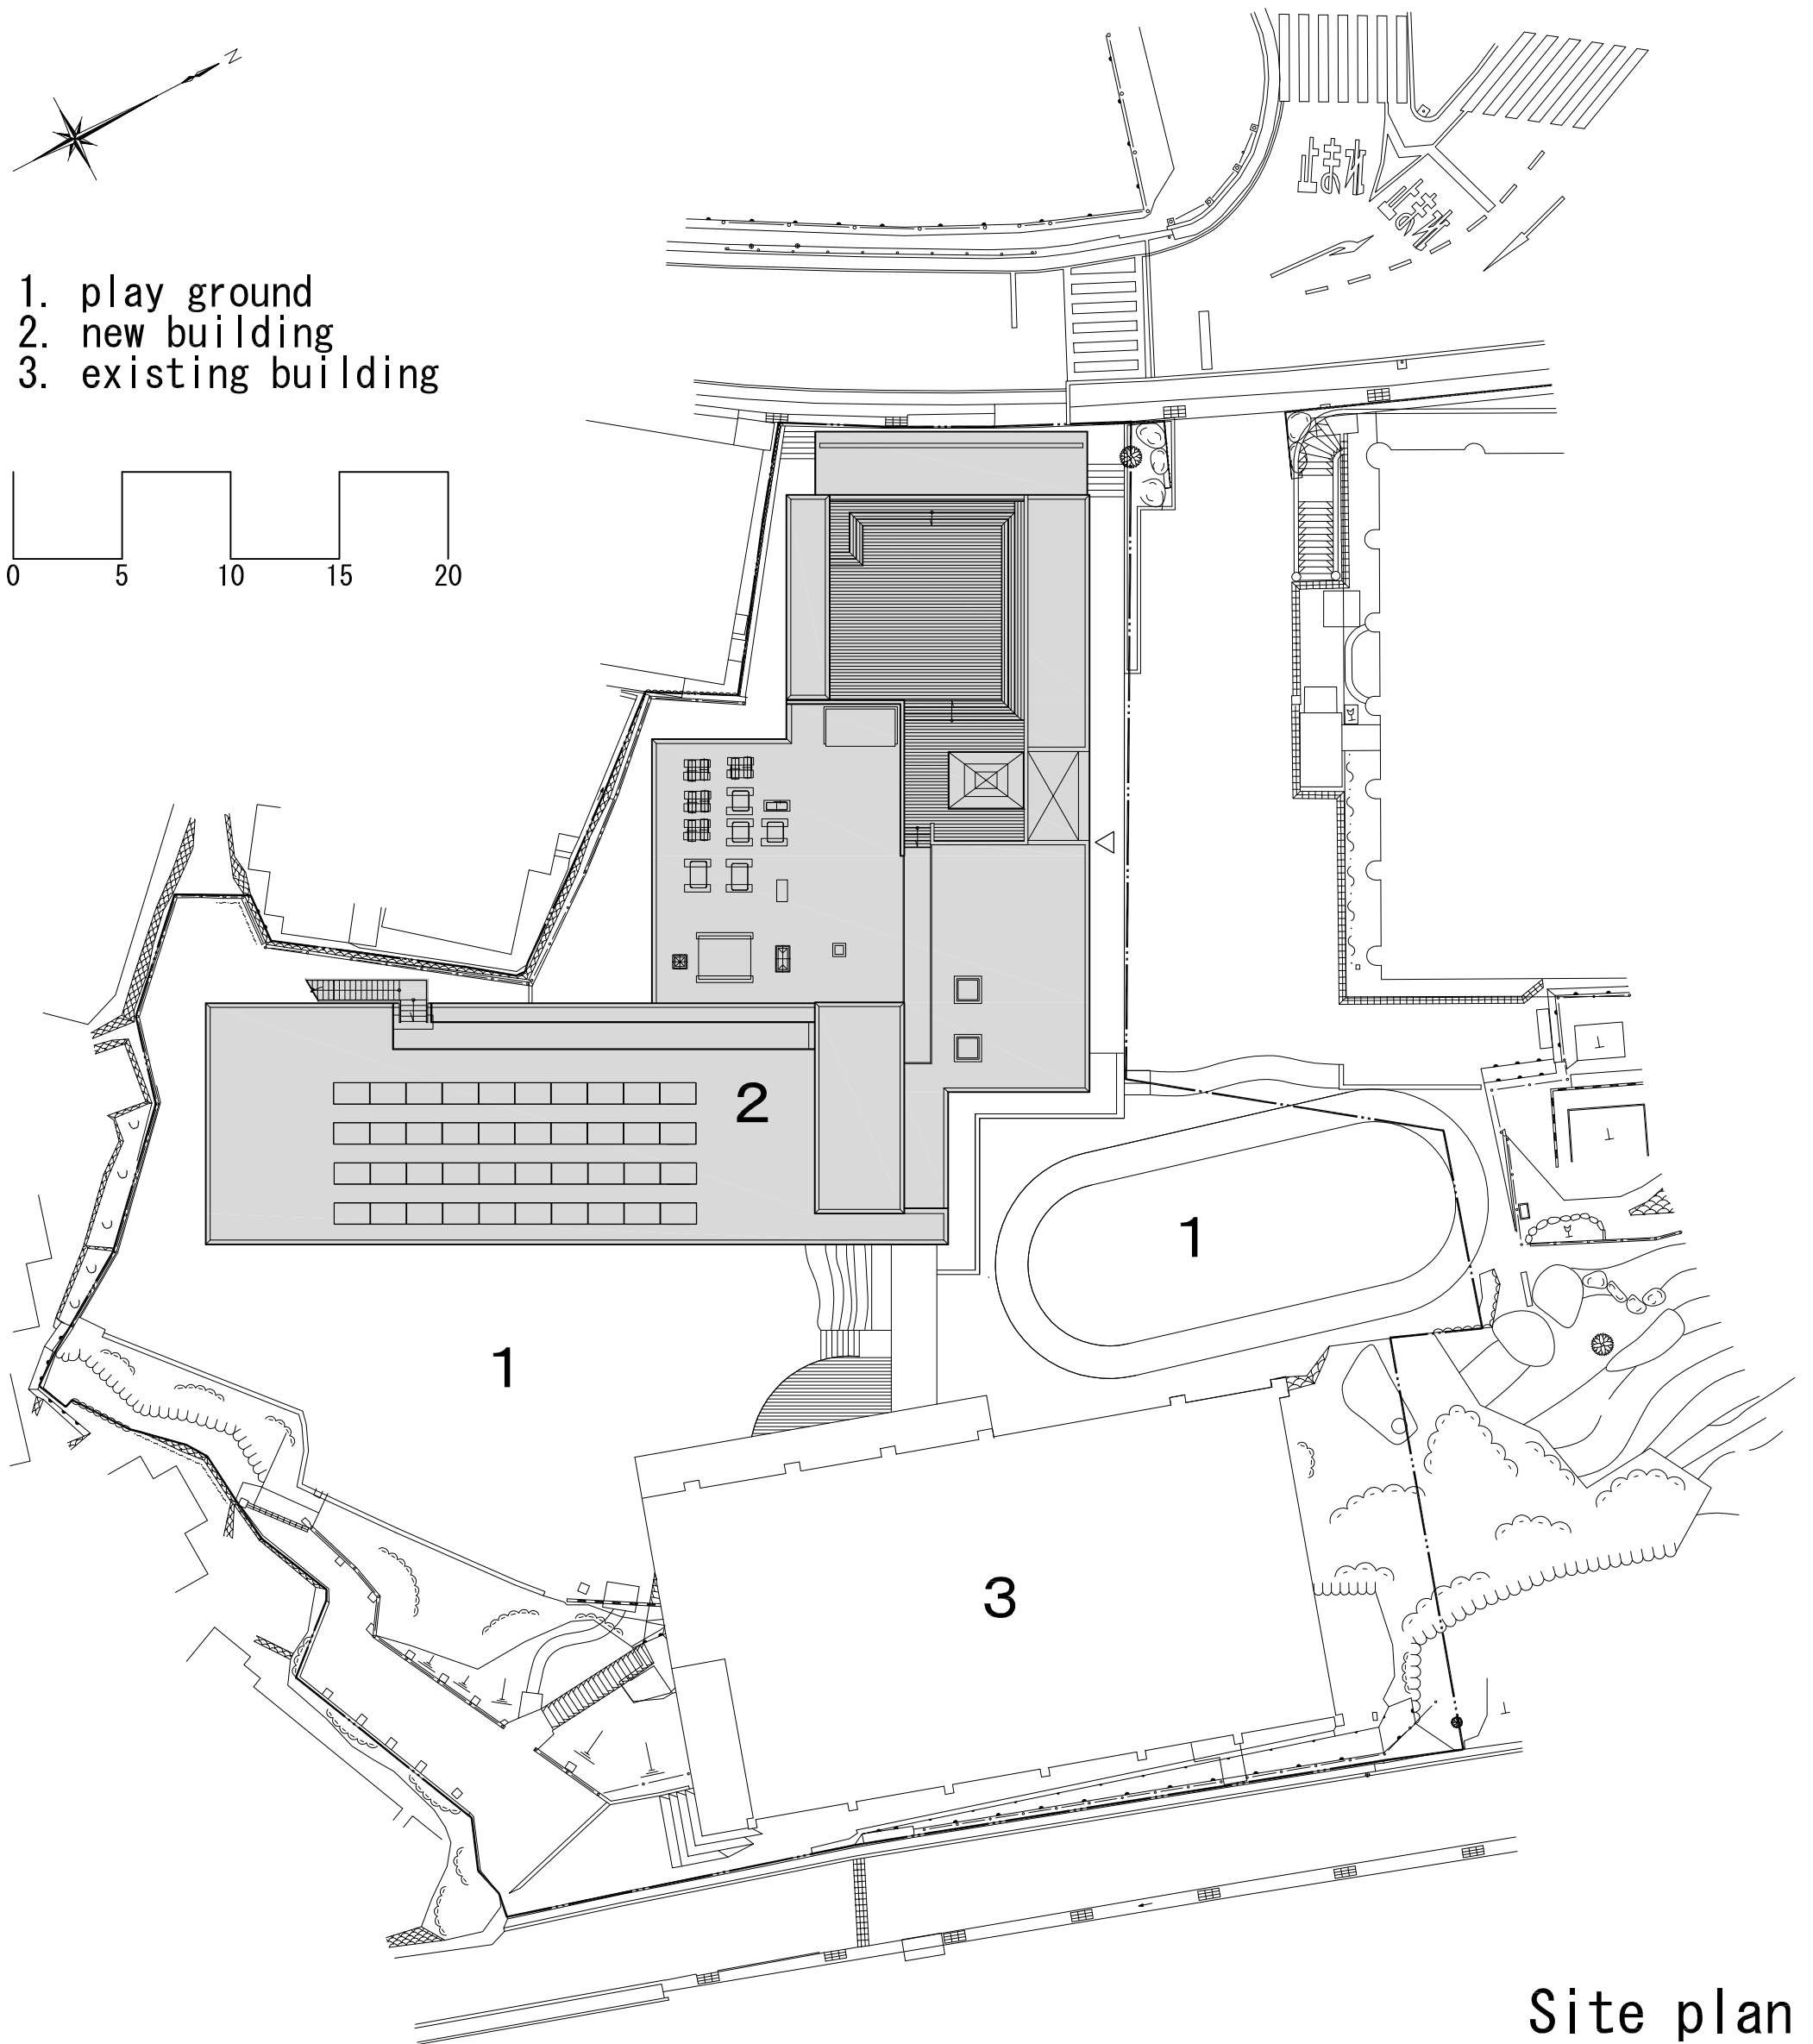 N
止まれ
止まれ
1. play ground
2. new building
3. existing building
0 5 10 15 20
2
1
1
3
Site plan